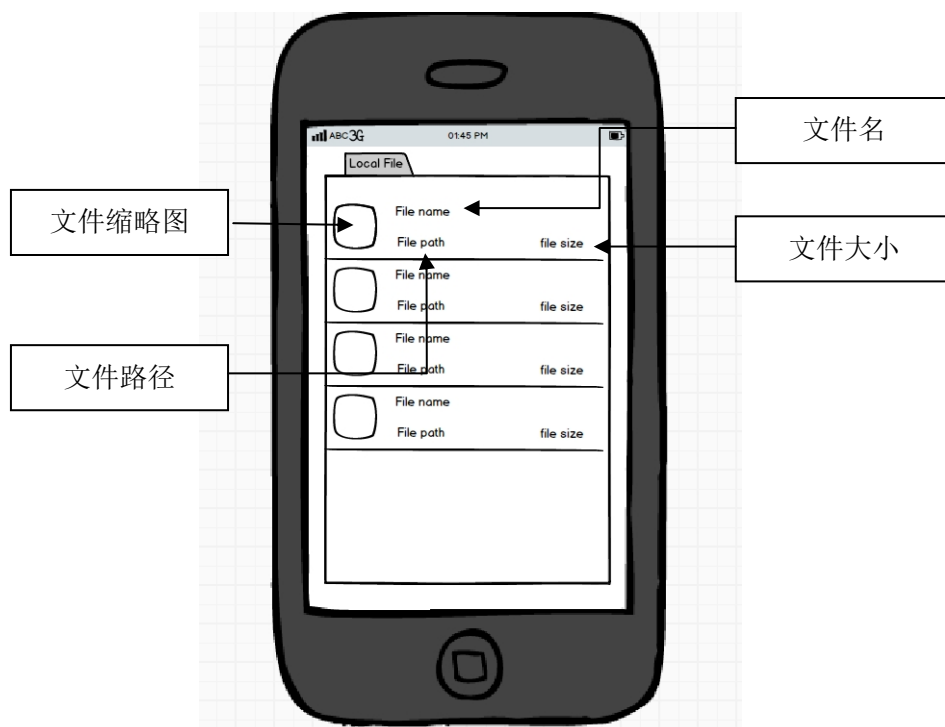 ABC 3G 01:45 PM
文件名
Local File
文件缩略图
File name
File path file size
文件大小
File name
File path file size
File name
文件路径
File path file size
File name
File path file size